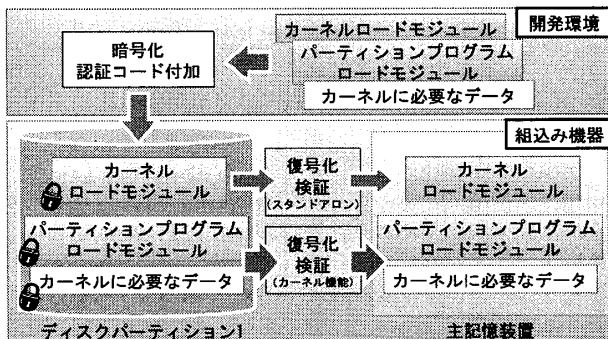 開発環境
カーネルロードモジュール
パーティションプログラム
ロードモジュール
カーネルに必要なデータ
暗号化
認証コード付加
組込み機器
カーネル
ロードモジュール
パーティションプログラム
ロードモジュール
カーネルに必要なデータ
ディスクパーティション1
復号化
検証
(スタンドアロン)
復号化
検証
(カーネル機能)
カーネル
ロードモジュール
パーティションプログラム
ロードモジュール
カーネルに必要なデータ
主記憶装置